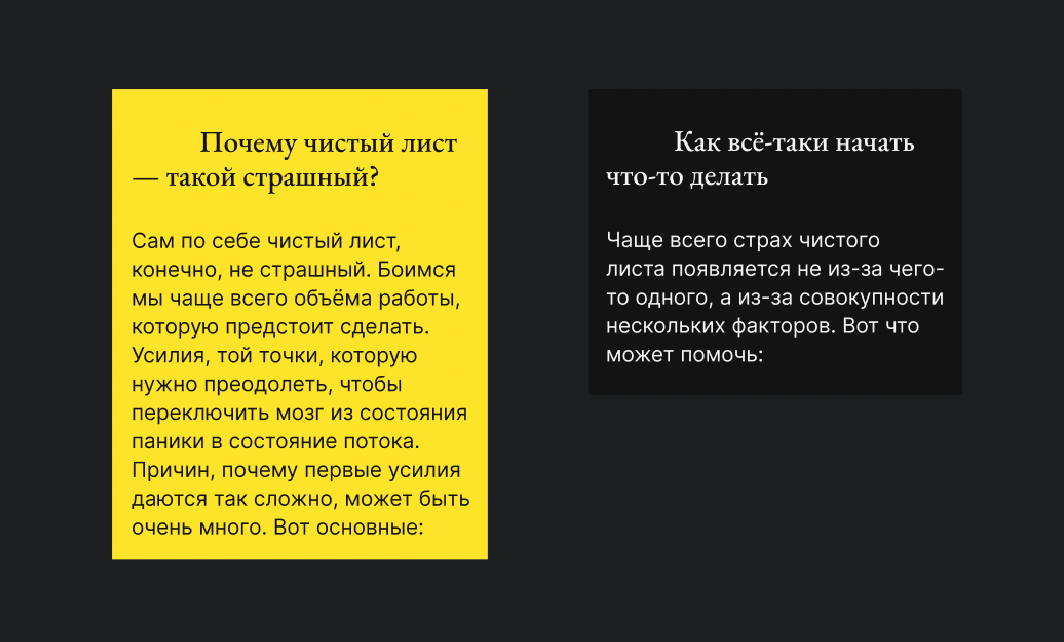 Почему чистый лист
— такой страшный?
Сам по себе чистый лист,
конечно, не страшный. Боимся
мы чаще всего объёма работы,
которую предстоит сделать.
Усилия, той точки, которую
нужно преодолеть, чтобы
переключить мозг из состояния
паники в состояние потока.
Причин, почему первые усилия
даются так сложно, может быть
очень много. Вот основные:
Как всё-таки начать
что-то делать
Чаще всего страх чистого
листа появляется не из-за чего-
то одного, а из-за совокупности
нескольких факторов. Вот что
может помочь: